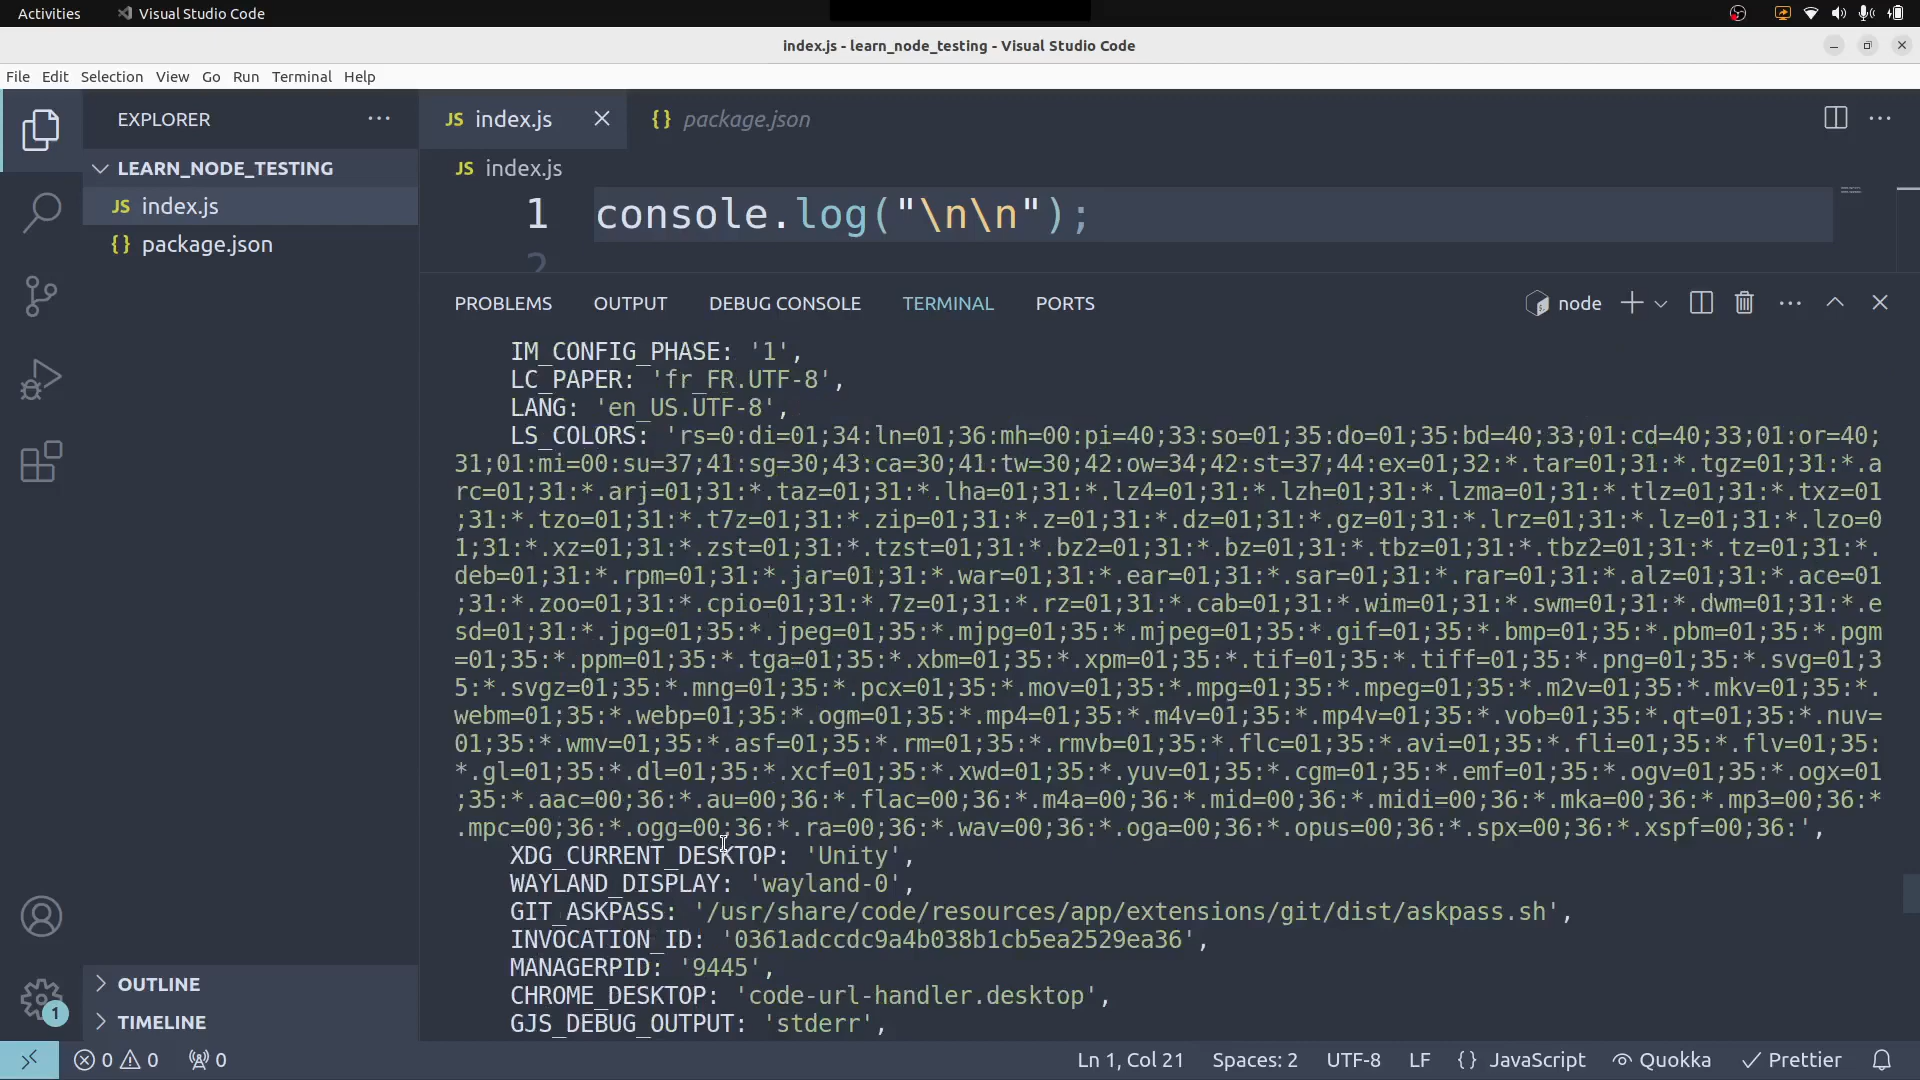 Activities
Visual Studio Code
index.js - learn_node_testing - Visual Studio Code
File Edit Selection View Go Run Terminal Help
EXPLORER
LEARN_NODE_TESTING
JS index.js
{} package.json
OUTLINE
TIMELINE
1
JS index.js
{} package.json
JS index.js
1 console.log("\n\n");
2
PROBLEMS OUTPUT DEBUG CONSOLE TERMINAL PORTS
node
IM_CONFIG_PHASE: '1',
LC_PAPER: 'fr_FR.UTF-8',
LANG: 'en_US.UTF-8',
LS_COLORS: 'rs=0:di=01;34:ln=01;36:mh=00:pi=40;33:so=01;35:do=01;35:bd=40;33;01:cd=40;33;01:or=40;
31;01:mi=00:su=37;41:sg=30;43:ca=30;41:tw=30;42:ow=34;42:st=37;44:ex=01;32:*.tar=01;31:*.tgz=01;31:*.a
rc=01;31:*.arj=01;31:*.taz=01;31:*.lha=01;31:*.lz4=01;31:*.lzh=01;31:*.lzma=01;31:*.tlz=01;31:*.txz=01
;31:*.tzo=01;31:*.t7z=01;31:*.zip=01;31:*.z=01;31:*.dz=01;31:*.gz=01;31:*.lrz=01;31:*.lz=01;31:*.lzo=0
1;31:*.xz=01;31:*.zst=01;31:*.tzst=01;31:*.bz2=01;31:*.bz=01;31:*.tbz=01;31:*.tbz2=01;31:*.tz=01;31:*.
deb=01;31:*.rpm=01;31:*.jar=01;31:*.war=01;31:*.ear=01;31:*.sar=01;31:*.rar=01;31:*.alz=01;31:*.ace=01
;31:*.zoo=01;31:*.cpio=01;31:*.7z=01;31:*.rz=01;31:*.cab=01;31:*.wim=01;31:*.swm=01;31:*.dwm=01;31:*.e
sd=01;31:*.jpg=01;35:*.jpeg=01;35:*.mjpg=01;35:*.mjpeg=01;35:*.gif=01;35:*.bmp=01;35:*.pbm=01;35:*.pgm
=01;35:*.ppm=01;35:*.tga=01;35:*.xbm=01;35:*.xpm=01;35:*.tif=01;35:*.tiff=01;35:*.png=01;35:*.svg=01;3
5:*.svgz=01;35:*.mng=01;35:*.pcx=01;35:*.mov=01;35:*.mpg=01;35:*.mpeg=01;35:*.m2v=01;35:*.mkv=01;35:*.
webm=01;35:*.webp=01;35:*.ogm=01;35:*.mp4=01;35:*.m4v=01;35:*.mp4v=01;35:*.vob=01;35:*.qt=01;35:*.nuv=
01;35:*.wmv=01;35:*.asf=01;35:*.rm=01;35:*.rmvb=01;35:*.flc=01;35:*.avi=01;35:*.fli=01;35:*.flv=01;35:
*.gl=01;35:*.dl=01;35:*.xcf=01;35:*.xwd=01;35:*.yuv=01;35:*.cgm=01;35:*.emf=01;35:*.ogv=01;35:*.ogx=01
;35:*.aac=00;36:*.au=00;36:*.flac=00;36:*.m4a=00;36:*.mid=00;36:*.midi=00;36:*.mka=00;36:*.mp3=00;36:*
.mpc=00;36:*.ogg=00;36:*.ra=00;36:*.wav=00;36:*.oga=00;36:*.opus=00;36:*.spx=00;36:*.xspf=00;36:',
XDG_CURRENT_DESKTOP: 'Unity',
WAYLAND_DISPLAY: 'wayland-0',
GIT_ASKPASS: '/usr/share/code/resources/app/extensions/git/dist/askpass.sh',
INVOCATION_ID: '0361adccdc9a4b038b1cb5ea2529ea36',
MANAGERPID: '9445',
CHROME_DESKTOP: 'code-url-handler.desktop',
GJS_DEBUG_OUTPUT: 'stderr',
0 0 0
Ln 1, Col 21 Spaces: 2 UTF-8 LF {} JavaScript Quokka Prettier